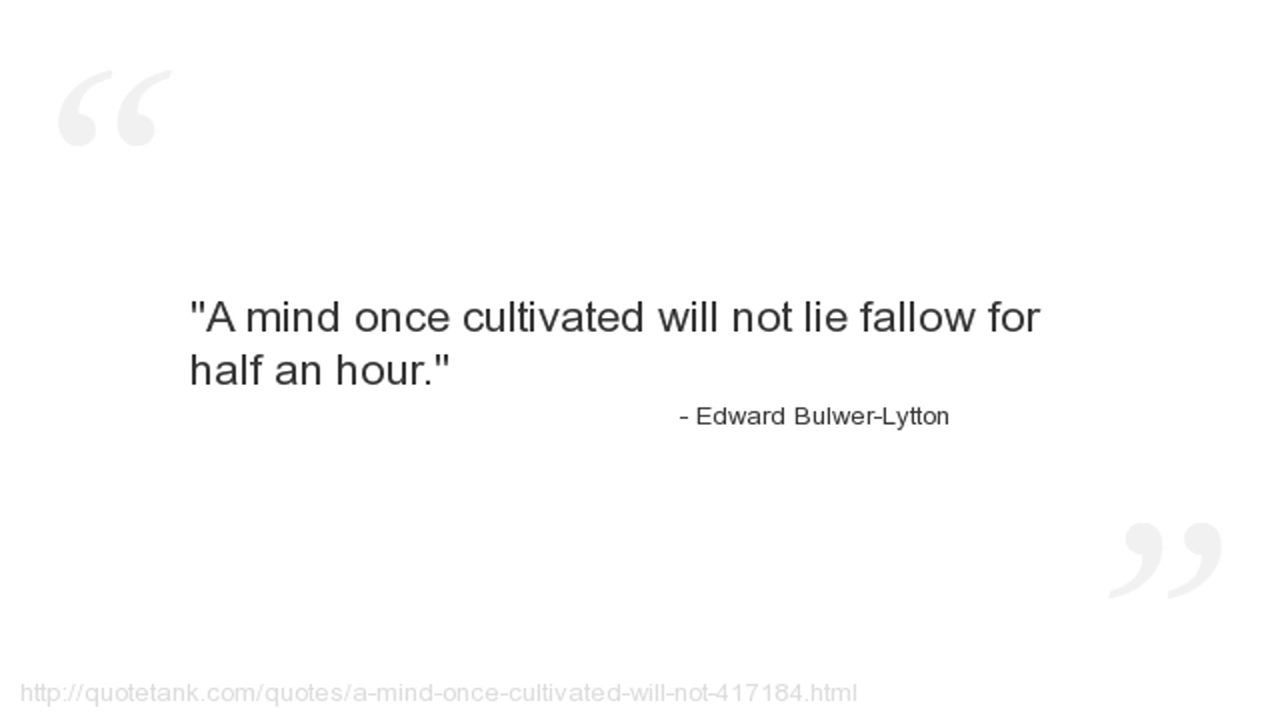 "A mind once cultivated will not lie fallow for
half an hour."
- Edward Bulwer-Lytton
http://quotetank.com/quotes/a-mind-once-cultivated-will-not-417184.html